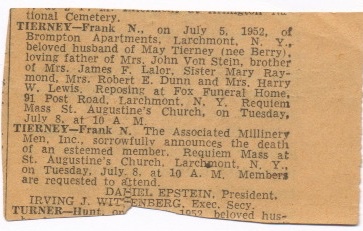 tional Cemetery.
TIERNEY—Frank N., on July 5, 1952, of
Brompton Apartments, Larchmont, N. Y.,
beloved husband of May Tierney (nee Berry),
loving father of Mrs. John Von Stein, brother
of Mrs. James F. Lalor, Sister Mary Ray-
mond, Mrs. Robert E. Dunn and Mrs. Harry
W. Lewis. Reposing at Fox Funeral Home,
91 Post Road, Larchmont, N. Y. Requiem
Mass St. Augustine's Church, on Tuesday,
July 8, at 10 A M.
TIERNEY—Frank N. The Associated Millinery
Men, Inc., sorrowfully announces the death
of an esteemed member. Requiem Mass at
St. Augustine's Church, Larchmont, N. Y.,
on Tuesday, July 8, at 10 A. M. Members
are requested to attend.
DANIEL EPSTEIN, President.
IRVING J. WITTENBERG, Exec. Secy.
TURNER—Hunt, on 1952, beloved hus-